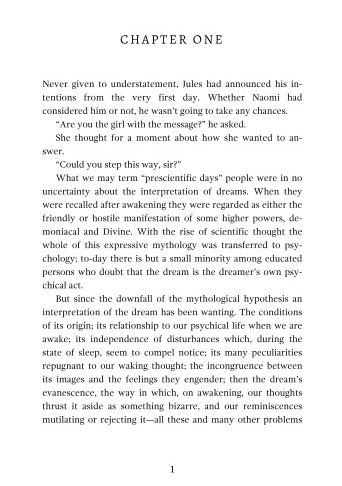 CHAPTER ONE
Never given to understatement, Jules had announced his in-
tentions from the very first day. Whether Naomi had
considered him or not, he wasn't going to take any chances.
“Are you the girl with the message?” he asked.
She thought for a moment about how she wanted to an-
swer.
“Could you step this way, sir?”
What we may term “prescientific days” people were in no
uncertainty about the interpretation of dreams. When they
were recalled after awakening they were regarded as either the
friendly or hostile manifestation of some higher powers, de-
moniacal and Divine. With the rise of scientific thought the
whole of this expressive mythology was transferred to psy-
chology; to-day there is but a small minority among educated
persons who doubt that the dream is the dreamer's own psy-
chical act.
But since the downfall of the mythological hypothesis an
interpretation of the dream has been wanting. The conditions
of its origin; its relationship to our psychical life when we are
awake; its independence of disturbances which, during the
state of sleep, seem to compel notice; its many peculiarities
repugnant to our waking thought; the incongruence between
its images and the feelings they engender; then the dream's
evanescence, the way in which, on awakening, our thoughts
thrust it aside as something bizarre, and our reminiscences
mutilating or rejecting it—all these and many other problems
1